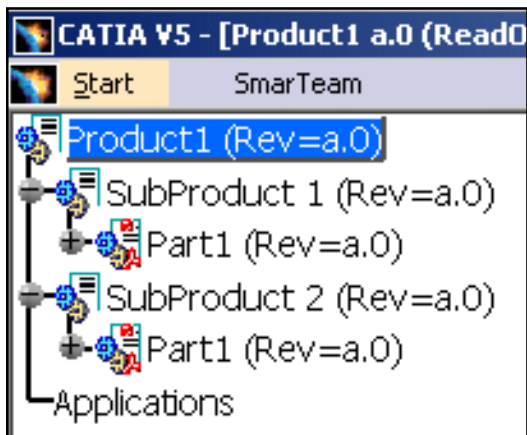 CATIA V5 - [Product1 a.0 (ReadO
Start SmarTeam
Product1 (Rev=a.0)
SubProduct 1 (Rev=a.0)
Part1 (Rev=a.0)
SubProduct 2 (Rev=a.0)
Part1 (Rev=a.0)
Applications